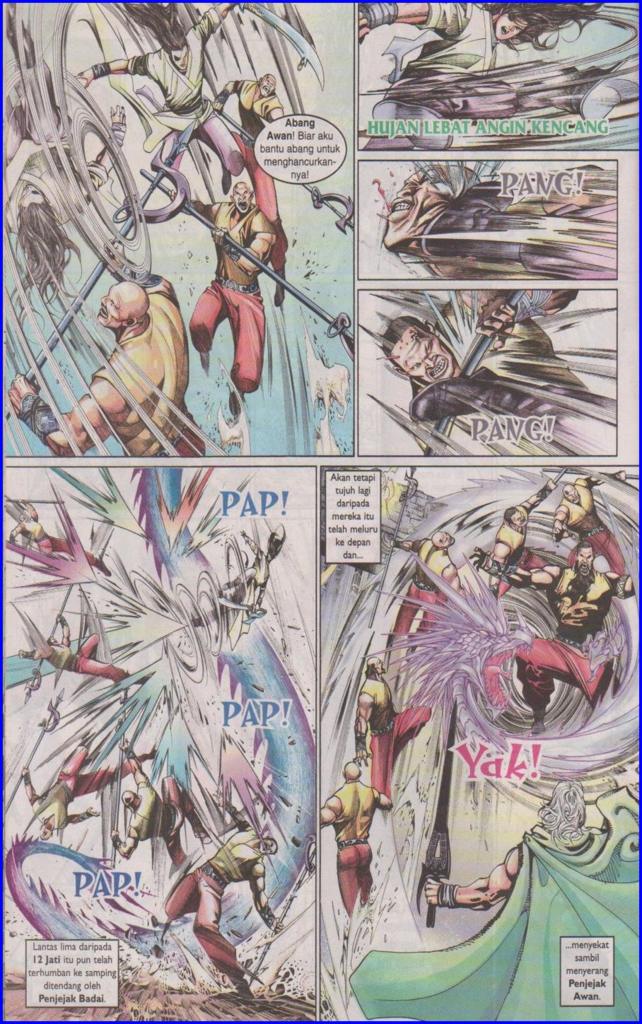 Abang
Awan! Biar aku
bantu abang untuk
menghancurkan-
nya!
HUJAN LEBAT ANGIN KENCANG
PANG!
PANG!
PAP!
PAP!
PAP!
Lantas lima daripada
12 Jati itu pun telah
terhumban ke samping
ditendang oleh
Penjejak Badai.
Akan tetapi
tujuh lagi
daripada
mereka itu
telah meluru
ke depan
dan...
Yak!
...menyekat
sambil
menyerang
Penjejak
Awan.